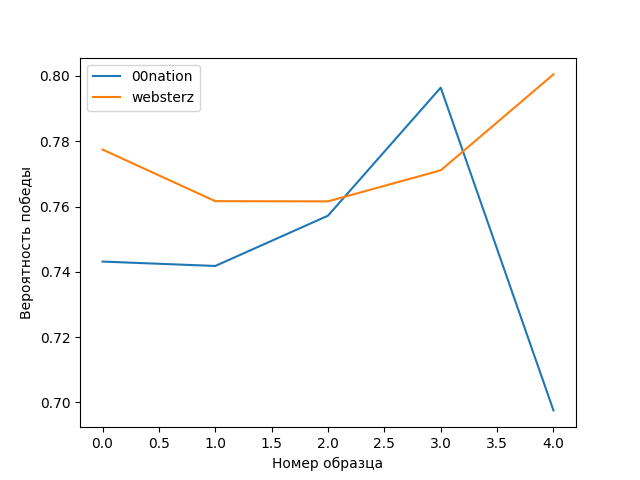 00nation
websterz
0.80
0.78
0.76
0.74
0.72
0.70
Вероятность победы
0.0 0.5 1.0 1.5 2.0 2.5 3.0 3.5 4.0
Номер образца